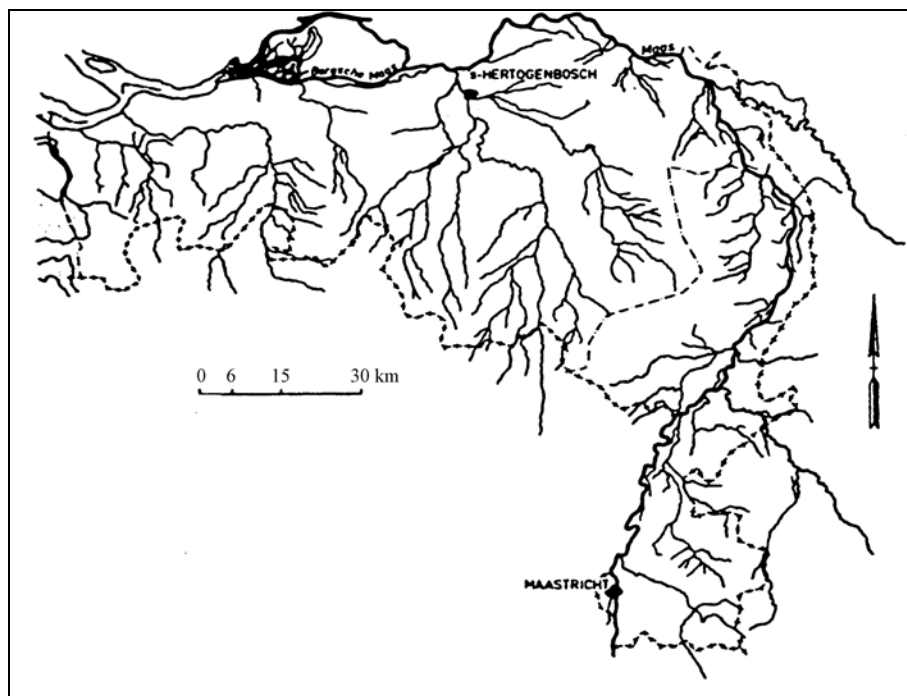 Maas
Bergsche Maas
's-HERTOGENBOSCH
0 6 15 30 km
MAASTRICHT